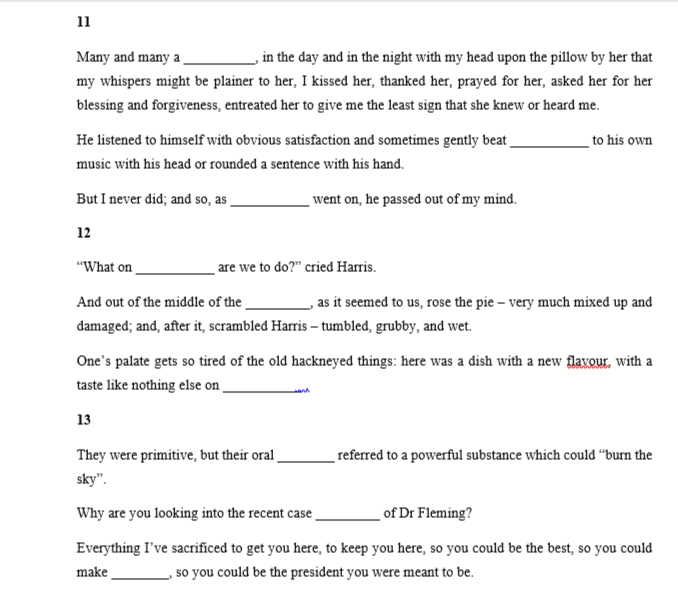 11
Many and many a __________, in the day and in the night with my head upon the pillow by her that
my whispers might be plainer to her, I kissed her, thanked her, prayed for her, asked her for her
blessing and forgiveness, entreated her to give me the least sign that she knew or heard me.
He listened to himself with obvious satisfaction and sometimes gently beat ___________ to his own
music with his head or rounded a sentence with his hand.
But I never did; and so, as ___________ went on, he passed out of my mind.
12
“What on ___________ are we to do?” cried Harris.
And out of the middle of the _________, as it seemed to us, rose the pie – very much mixed up and
damaged; and, after it, scrambled Harris – tumbled, grubby, and wet.
One’s palate gets so tired of the old hackneyed things: here was a dish with a new flavour, with a
taste like nothing else on ____________
13
They were primitive, but their oral ________ referred to a powerful substance which could “burn the
sky”.
Why are you looking into the recent case _________ of Dr Fleming?
Everything I’ve sacrificed to get you here, to keep you here, so you could be the best, so you could
make ________, so you could be the president you were meant to be.